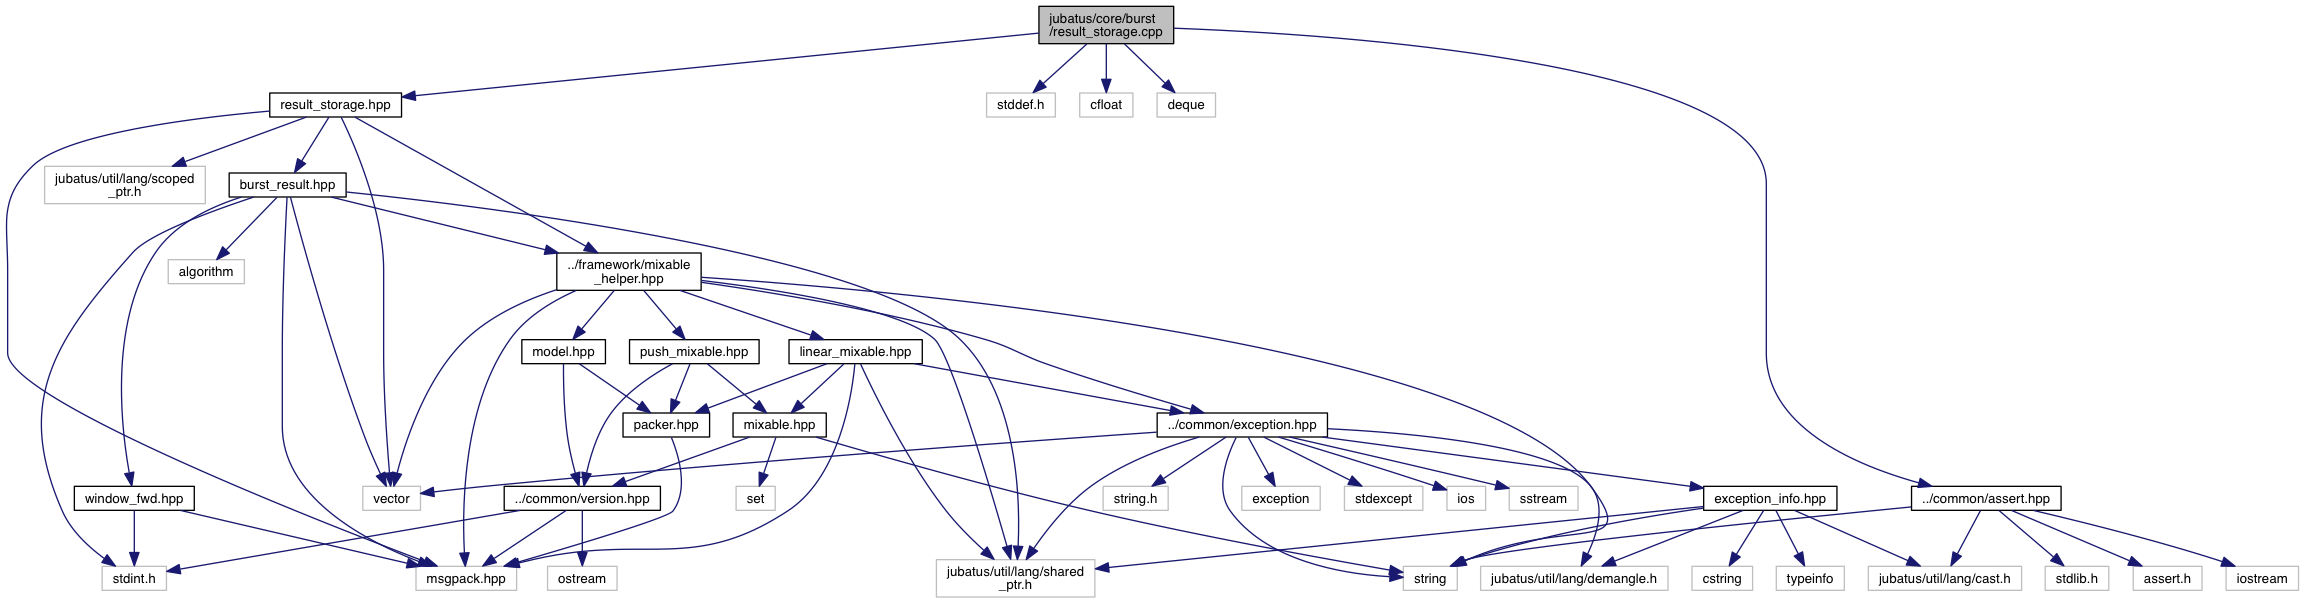 jubatus/core/burst
/result_storage.cpp
result_storage.hpp
stddef.h
cfloat
deque
jubatus/util/lang/scoped
_ptr.h
burst_result.hpp
algorithm
../framework/mixable
_helper.hpp
model.hpp
push_mixable.hpp
linear_mixable.hpp
packer.hpp
mixable.hpp
../common/exception.hpp
window_fwd.hpp
vector
../common/version.hpp
set
string.h
exception
stdexcept
ios
sstream
exception_info.hpp
../common/assert.hpp
stdint.h
msgpack.hpp
ostream
jubatus/util/lang/shared
_ptr.h
string
jubatus/util/lang/demangle.h
cstring
typeinfo
jubatus/util/lang/cast.h
stdlib.h
assert.h
iostream